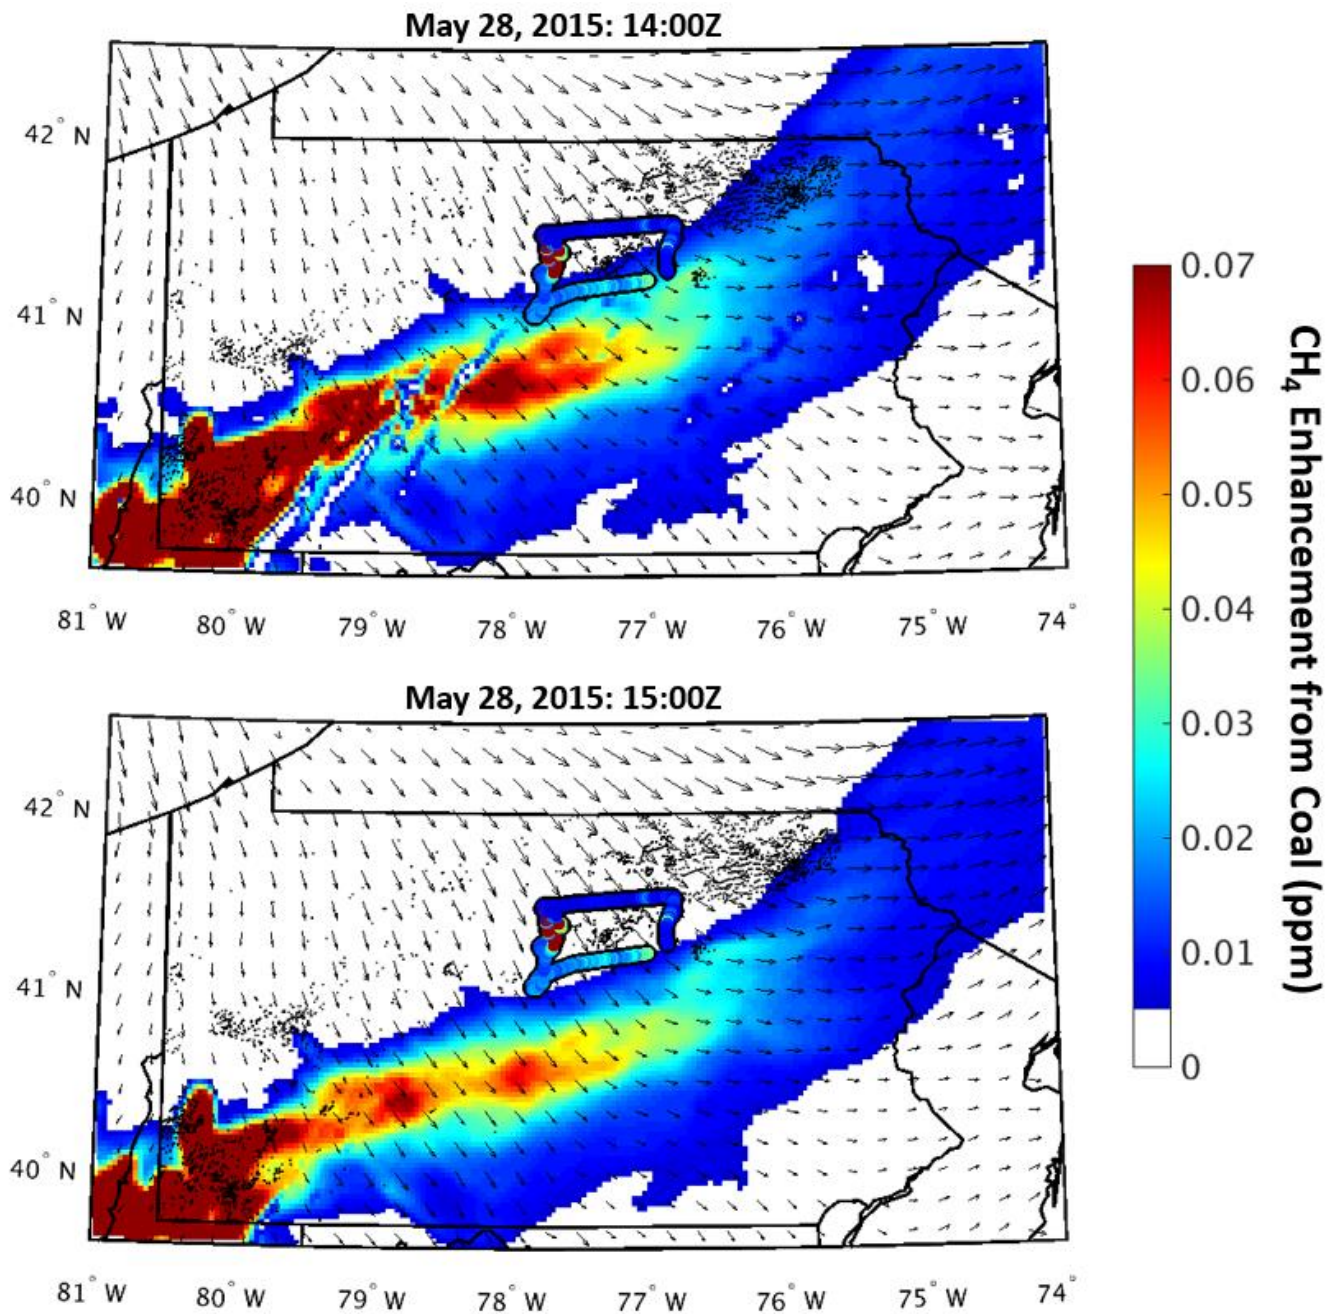 May 28, 2015: 14:00Z
42° N
41° N
40° N
81° W 80° W 79° W 78° W 77° W 76° W 75° W 74°
May 28, 2015: 15:00Z
42° N
41° N
40° N
81° W 80° W 79° W 78° W 77° W 76° W 75° W 74°
0.07
0.06
0.05
0.04
0.03
0.02
0.01
0
CH₄ Enhancement from Coal (ppm)